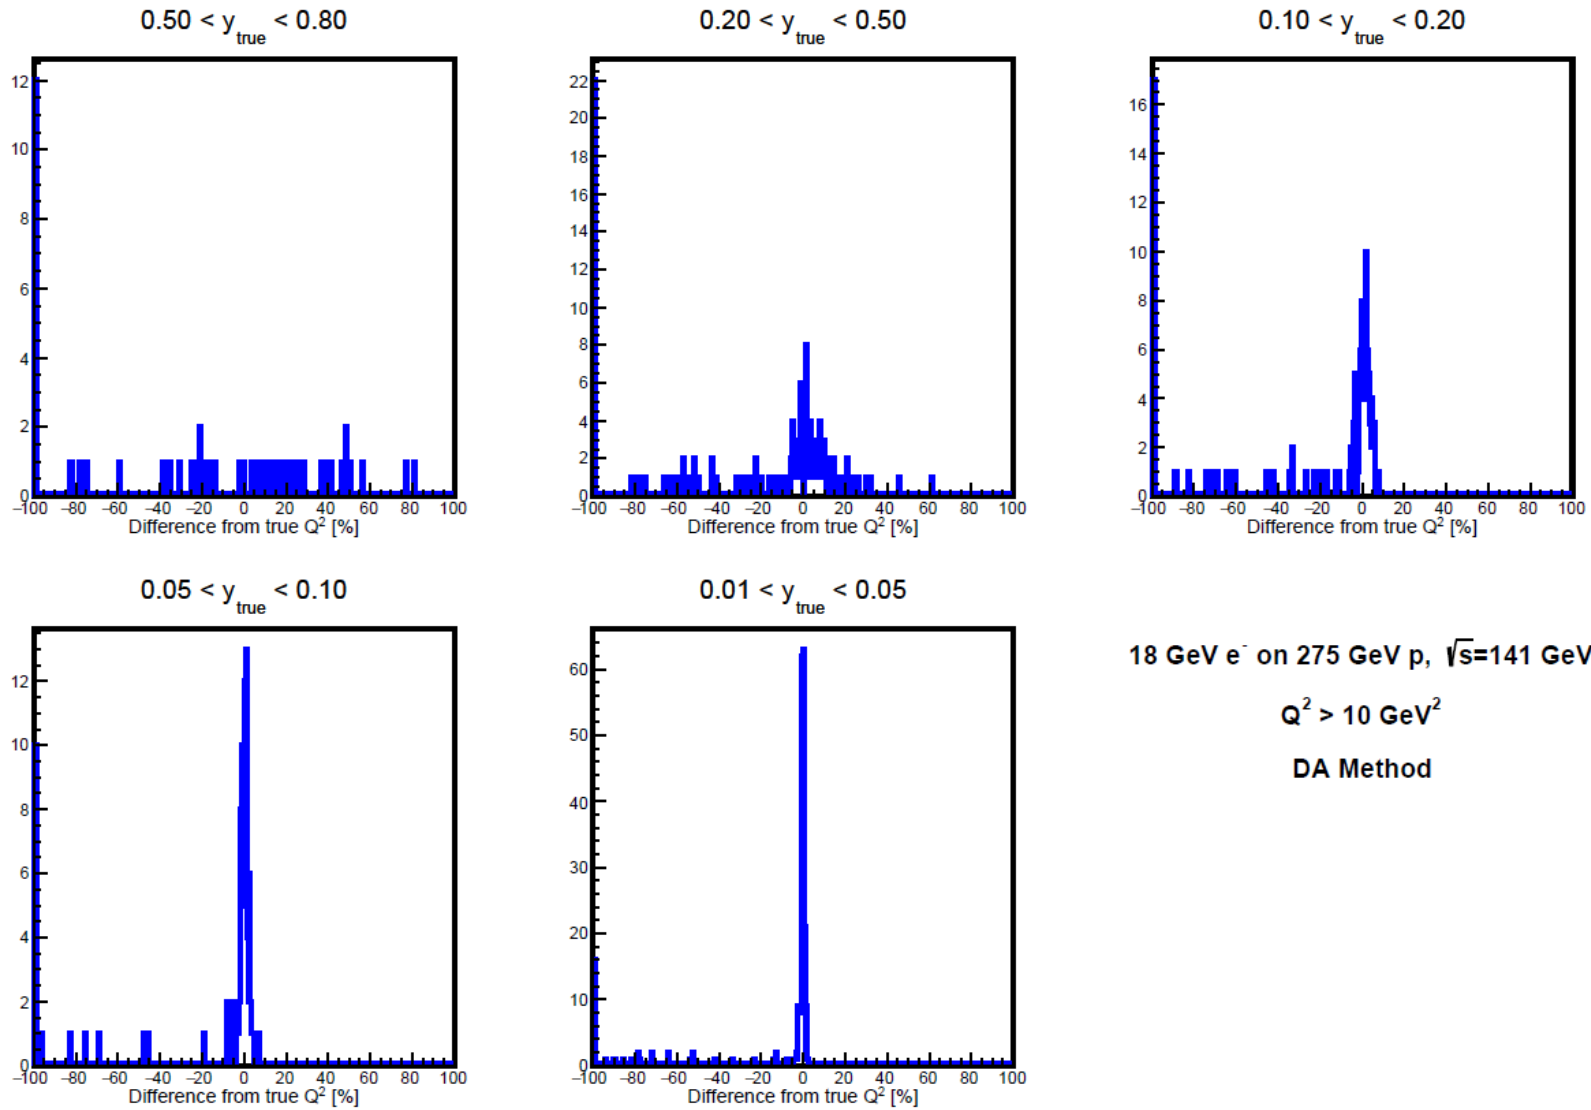 0.50 < y_true < 0.80
12
10
8
6
4
2
0
−100 −80 −60 −40 −20 0 20 40 60 80 100
Difference from true Q² [%]
0.20 < y_true < 0.50
22
20
18
16
14
12
10
8
6
4
2
0
−100 −80 −60 −40 −20 0 20 40 60 80 100
Difference from true Q² [%]
0.10 < y_true < 0.20
16
14
12
10
8
6
4
2
0
−100 −80 −60 −40 −20 0 20 40 60 80 100
Difference from true Q² [%]
0.05 < y_true < 0.10
12
10
8
6
4
2
0
−100 −80 −60 −40 −20 0 20 40 60 80 100
Difference from true Q² [%]
0.01 < y_true < 0.05
60
50
40
30
20
10
0
−100 −80 −60 −40 −20 0 20 40 60 80 100
Difference from true Q² [%]
18 GeV e⁻ on 275 GeV p, √s=141 GeV
Q² > 10 GeV²
DA Method